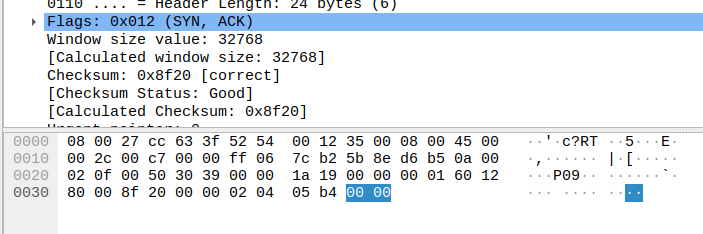 0110 .... = Header Length: 24 bytes (6)
Flags: 0x012 (SYN, ACK)
Window size value: 32768
[Calculated window size: 32768]
Checksum: 0x8f20 [correct]
[Checksum Status: Good]
[Calculated Checksum: 0x8f20]
Urgent pointer: 0
0000 08 00 27 cc 63 3f 52 54 00 12 35 00 08 00 45 00 ··'·c?RT ··5···E·
0010 00 2c 00 c7 00 00 ff 06 7c b2 5b 8e d6 b5 0a 00 ·,······ |·[·····
0020 02 0f 00 50 30 39 00 00 1a 19 00 00 00 01 60 12 ···P09·· ······`·
0030 80 00 8f 20 00 00 02 04 05 b4 00 00 ··· ···· ····